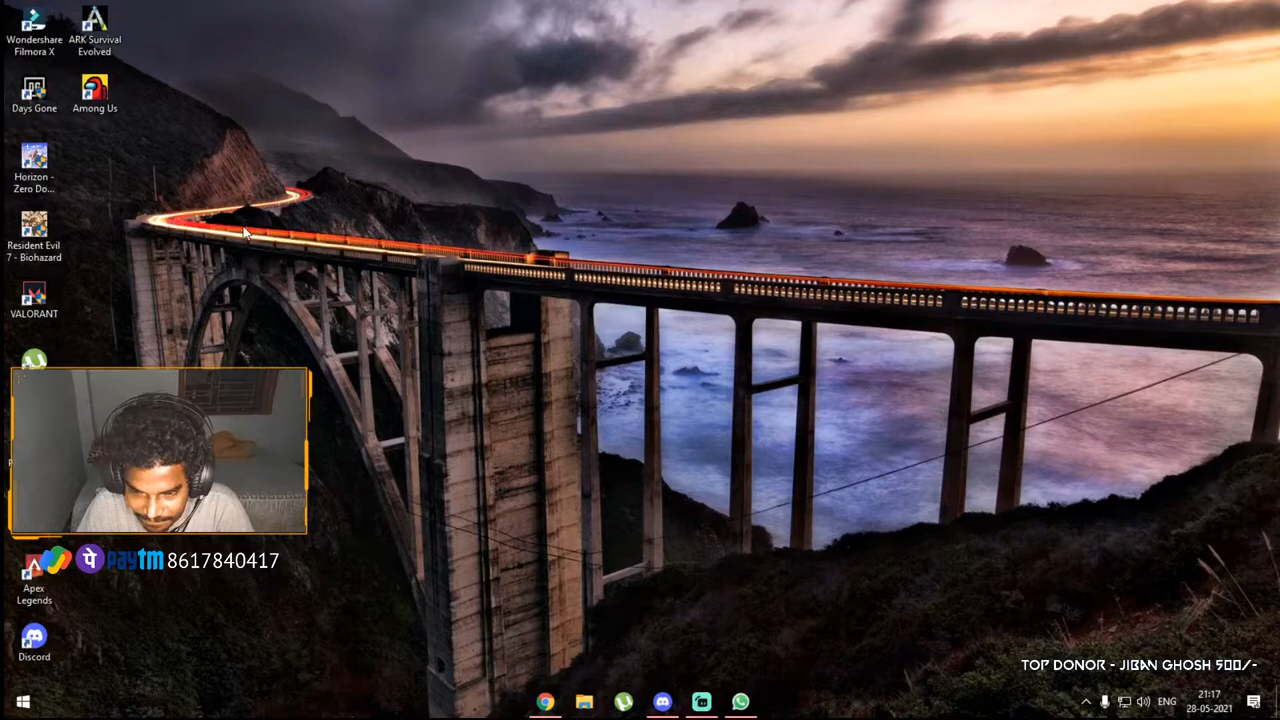 Wondershare
Filmora X
ARK Survival
Evolved
Days Gone
Among Us
Horizon -
Zero Do...
Resident Evil
7 - Biohazard
VALORANT
पे paytm 8617840417
Apex
Legends
Discord
TOP DONOR - JIBAN GHOSH 500/-
ENG
21:17
28-05-2021